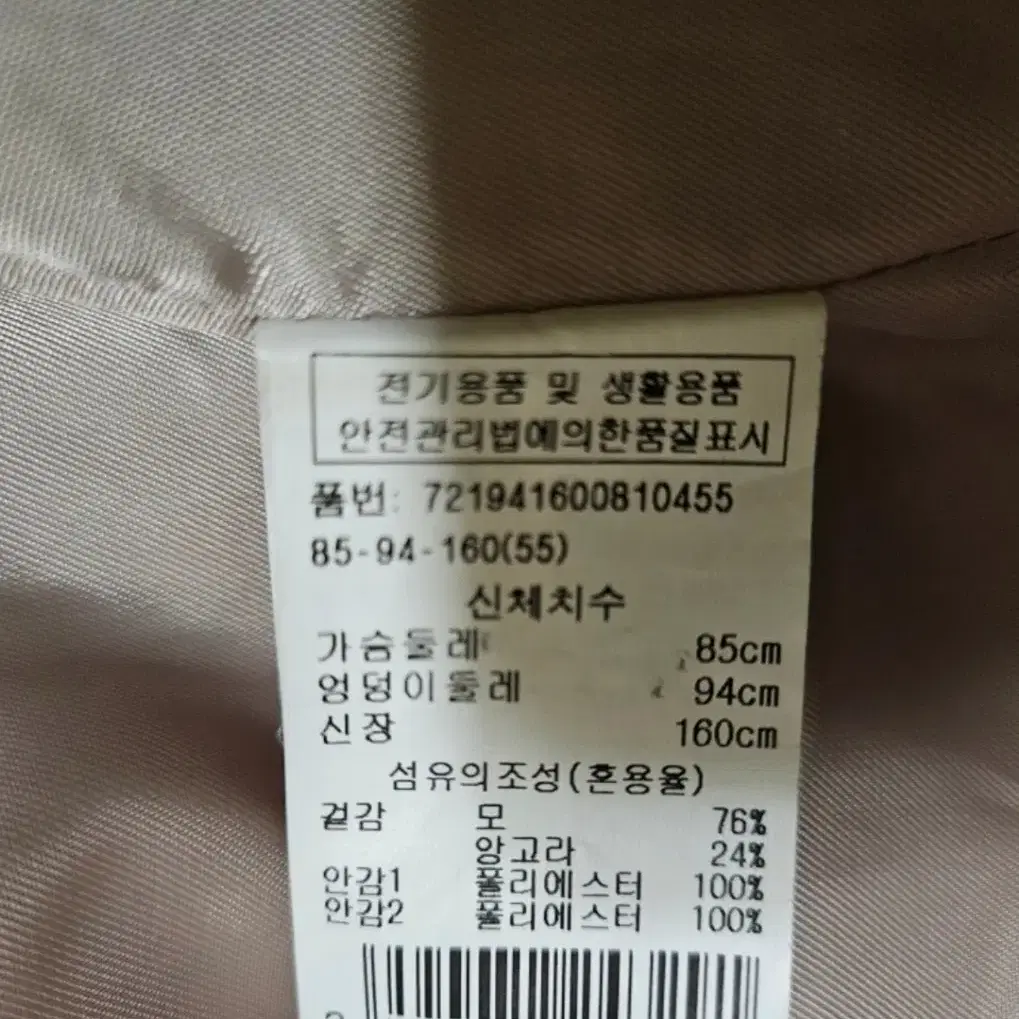 전기용품 및 생활용품
안전관리법에의한품질표시
품번: 721941600810455
85-94-160(55)
신체치수
가슴둘레 85cm
엉덩이둘레 94cm
신장 160cm
섬유의조성(혼용율)
겉감 모 76%
앙고라 24%
안감1 폴리에스터 100%
안감2 폴리에스터 100%